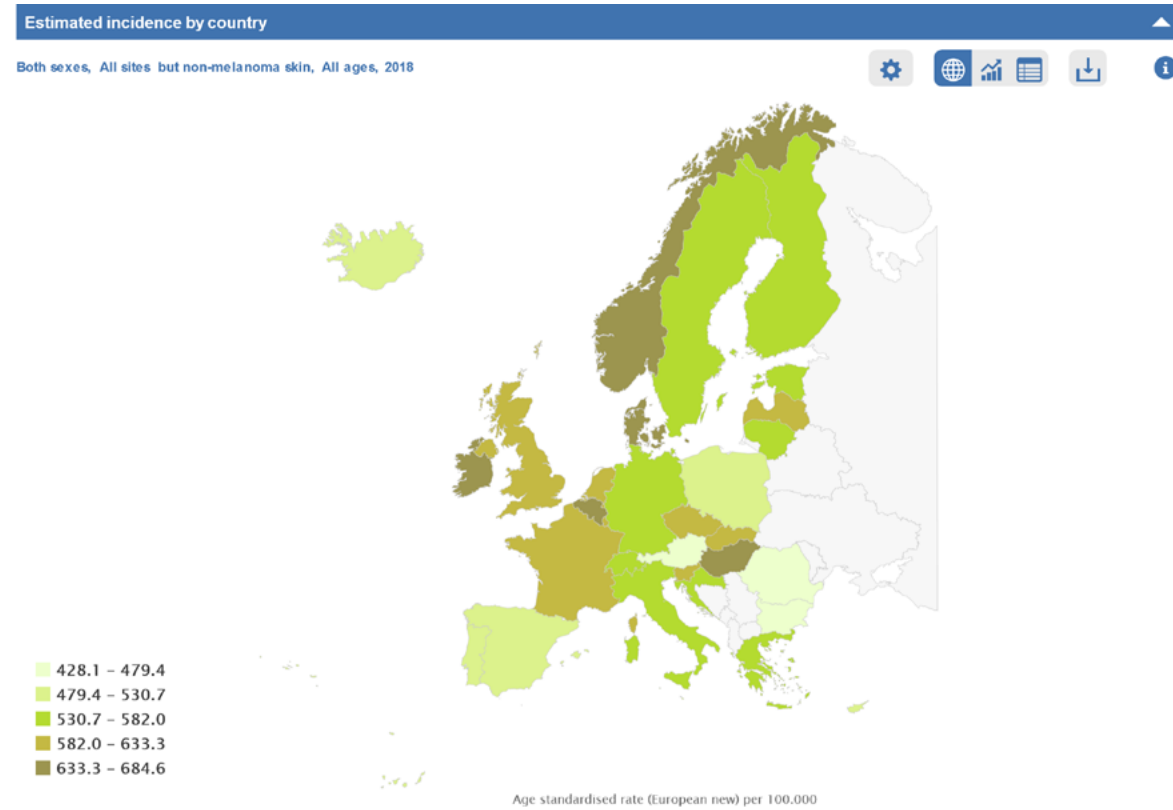 Estimated incidence by country
Both sexes, All sites but non-melanoma skin, All ages, 2018
428.1 – 479.4
479.4 – 530.7
530.7 – 582.0
582.0 – 633.3
633.3 – 684.6
Age standardised rate (European new) per 100.000